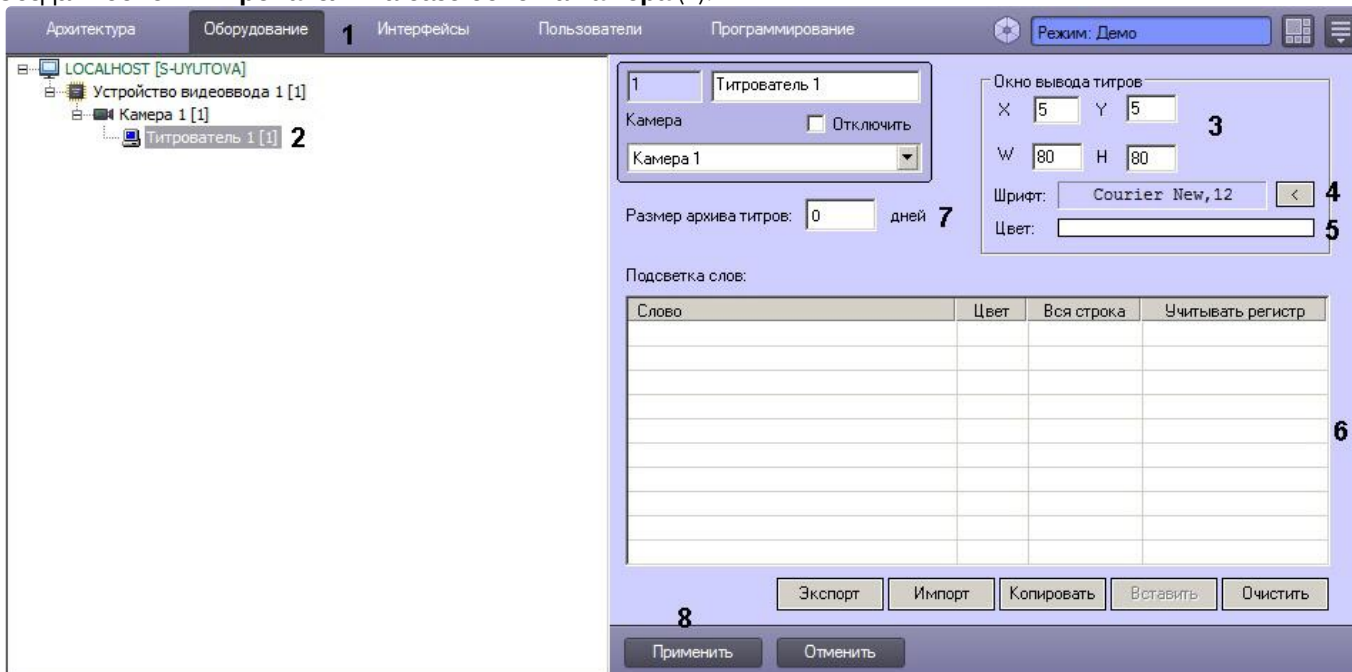 Архитектура Оборудование 1 Интерфейсы Пользователи Программирование Режим: Демо
LOCALHOST [S-UYUTOVA]
Устройство видеоввода 1 [1]
Камера 1 [1]
Титрователь 1 [1] 2
1 Титрователь 1
Камера Отключить
Камера 1
Размер архива титров: 0 дней 7
Окно вывода титров
X 5 Y 5 3
W 80 H 80
Шрифт: Courier New,12 < 4
Цвет: 5
Подсветка слов:
Слово Цвет Вся строка Учитывать регистр
6
Экспорт Импорт Копировать Вставить Очистить
8
Применить Отменить